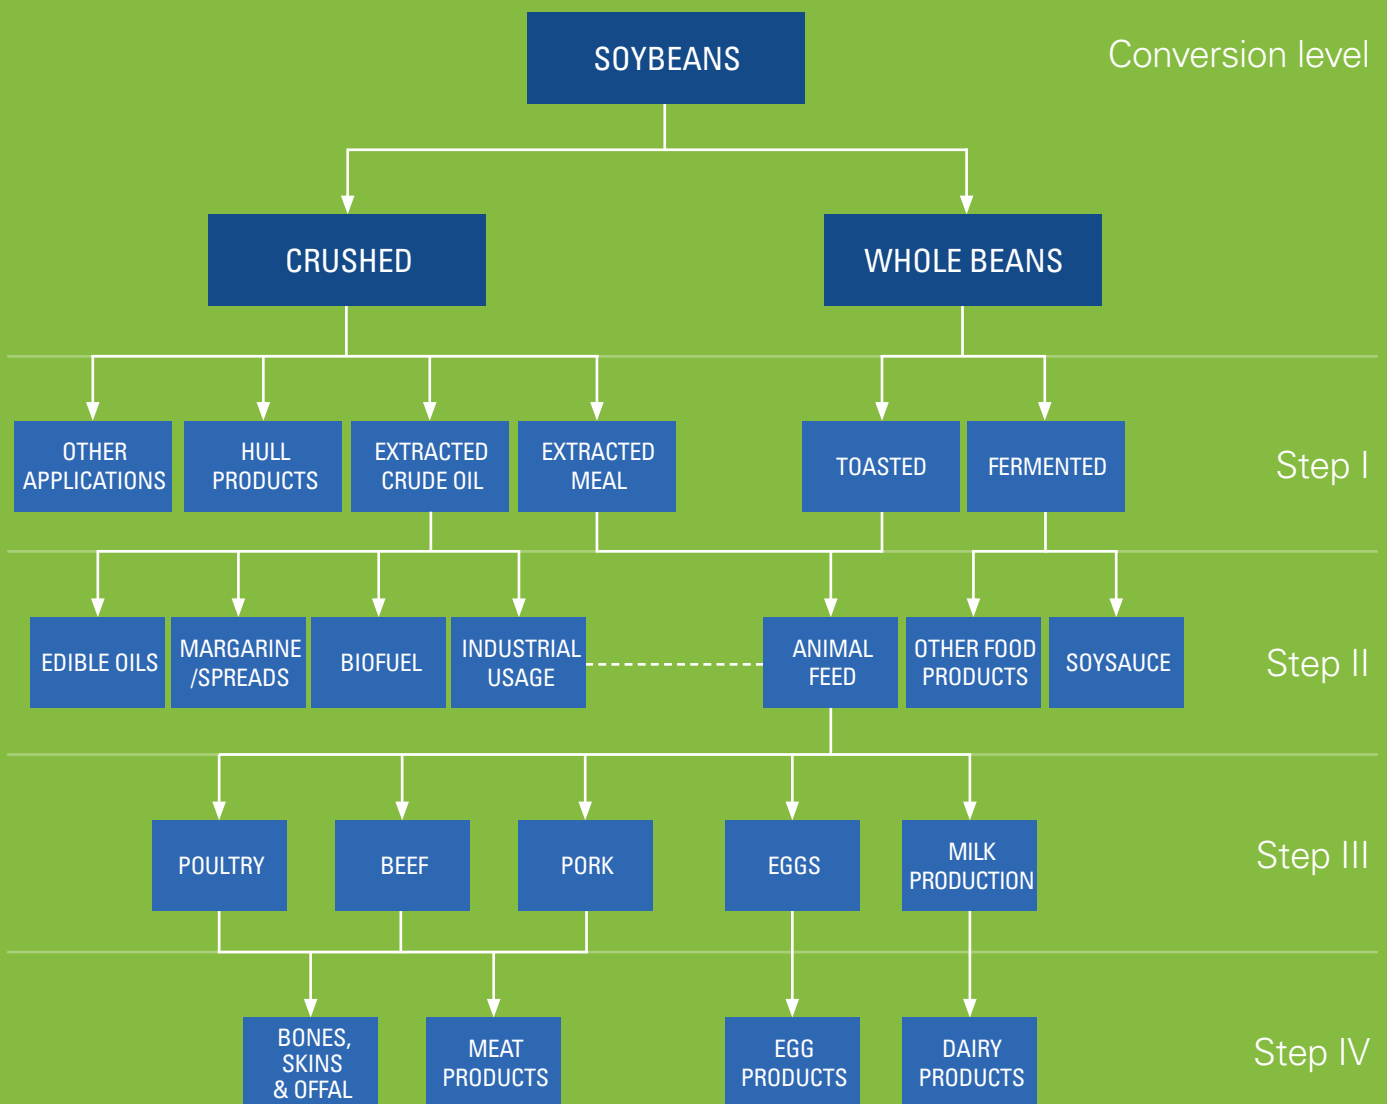 SOYBEANS
Conversion level
CRUSHED
WHOLE BEANS
OTHER
APPLICATIONS
HULL
PRODUCTS
EXTRACTED
CRUDE OIL
EXTRACTED
MEAL
TOASTED
FERMENTED
Step I
EDIBLE OILS
MARGARINE
/SPREADS
BIOFUEL
INDUSTRIAL
USAGE
ANIMAL
FEED
OTHER FOOD
PRODUCTS
SOYSAUCE
Step II
POULTRY
BEEF
PORK
EGGS
MILK
PRODUCTION
Step III
BONES,
SKINS
& OFFAL
MEAT
PRODUCTS
EGG
PRODUCTS
DAIRY
PRODUCTS
Step IV